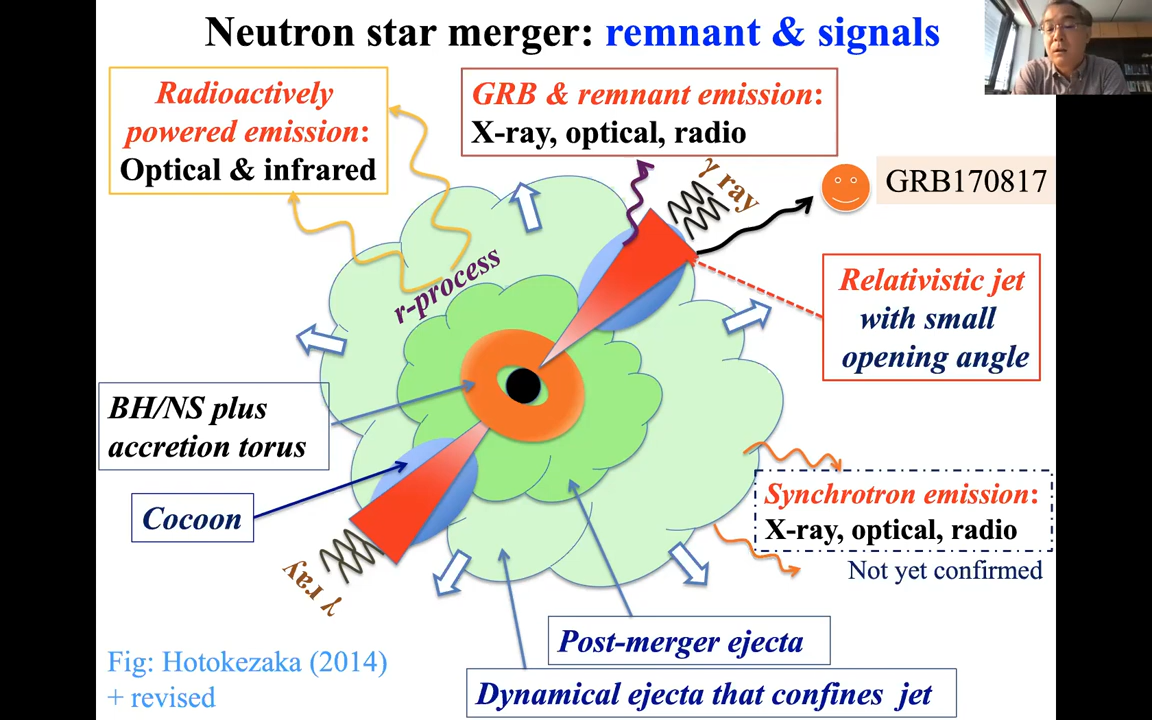 Neutron star merger: remnant & signals
Radioactively
powered emission:
Optical & infrared
GRB & remnant emission:
X-ray, optical, radio
γ ray
GRB170817
r-process
Relativistic jet
with small
opening angle
BH/NS plus
accretion torus
Cocoon
Synchrotron emission:
X-ray, optical, radio
Not yet confirmed
γ ray
Post-merger ejecta
Fig: Hotokezaka (2014)
+ revised
Dynamical ejecta that confines jet